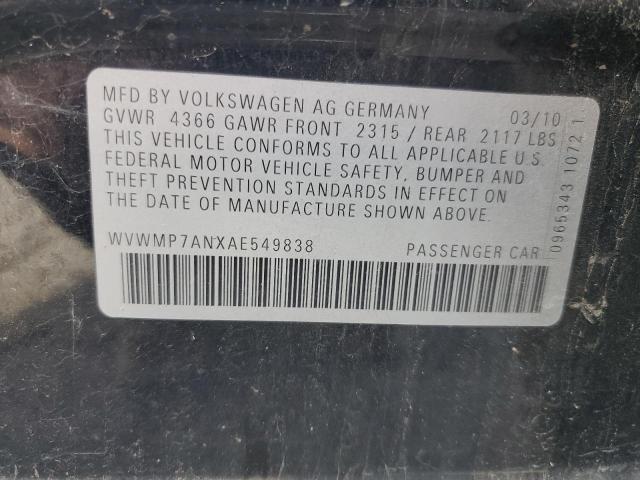 MFD BY VOLKSWAGEN AG GERMANY 03/10
GVWR 4366 GAWR FRONT 2315 / REAR 2117 LBS
THIS VEHICLE CONFORMS TO ALL APPLICABLE U.S.
FEDERAL MOTOR VEHICLE SAFETY, BUMPER AND
THEFT PREVENTION STANDARDS IN EFFECT ON
THE DATE OF MANUFACTURE SHOWN ABOVE.
WVWMP7ANXAE549838 PASSENGER CAR
0965343 1072 1